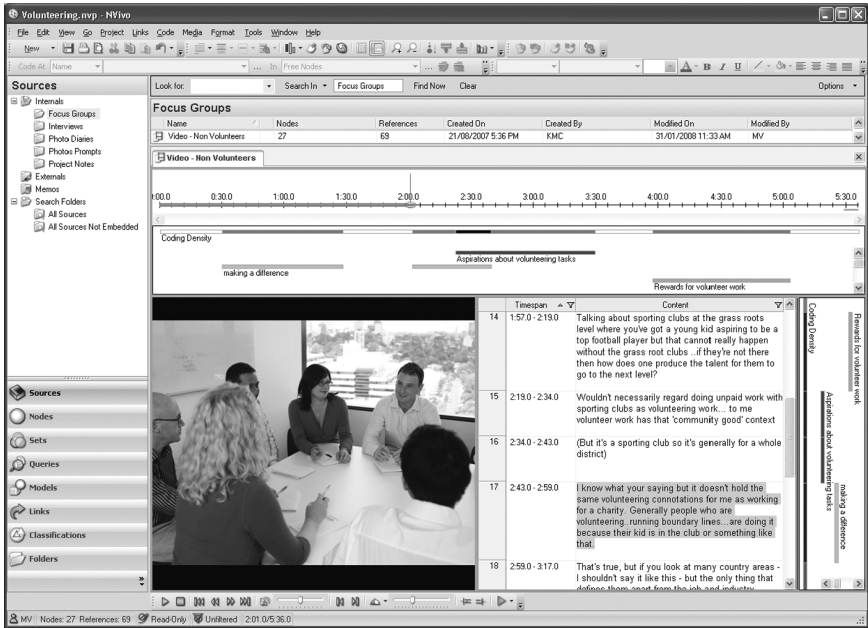 Volunteering.nvp - NVivo
File Edit View Go Project Links Code Media Format Tools Window Help
New
Code At Name In Free Nodes
Sources
Look for: Search In Focus Groups Find Now Clear Options
Internals
Focus Groups
Interviews
Photo Diaries
Photos Prompts
Project Notes
Externals
Memos
Search Folders
All Sources
All Sources Not Embedded
Focus Groups
Name Nodes References Created On Created By Modified On Modified By
Video - Non Volunteers 27 69 21/08/2007 5:36 PM KMC 31/01/2008 11:33 AM MV
Video - Non Volunteers
:00.0 0:30.0 1:00.0 1:30.0 2:00.0 2:30.0 3:00.0 3:30.0 4:00.0 4:30.0 5:00.0 5:30.0
Coding Density
Aspirations about volunteering tasks
making a difference
Rewards for volunteer work
Timespan Content
14 1:57.0 - 2:19.0 Talking about sporting clubs at the grass roots
level where you've got a young kid aspiring to be a
top football player but that cannot really happen
without the grass root clubs ..if they're not there
then how does one produce the talent for them to
go to the next level?
15 2:19.0 - 2:34.0 Wouldn't necessarily regard doing unpaid work with
sporting clubs as volunteering work... to me
volunteer work has that 'community good' context
16 2:34.0 - 2:43.0 (But it's a sporting club so it's generally for a whole
district)
17 2:43.0 - 2:59.0 I know what your saying but it doesn't hold the
same volunteering connotations for me as working
for a charity. Generally people who are
volunteering..running boundary lines...are doing it
because their kid is in the club or something like
that.
18 2:59.0 - 3:17.0 That's true, but if you look at many country areas -
I shouldn't say it like this - but the only thing that
defines them apart from the job and industry
Coding Density
Rewards for volunteer work
Aspirations about volunteering tasks
making a difference
Sources
Nodes
Sets
Queries
Models
Links
Classifications
Folders
MV Nodes: 27 References: 69 Read-Only Unfiltered 2:01.0/5:36.0